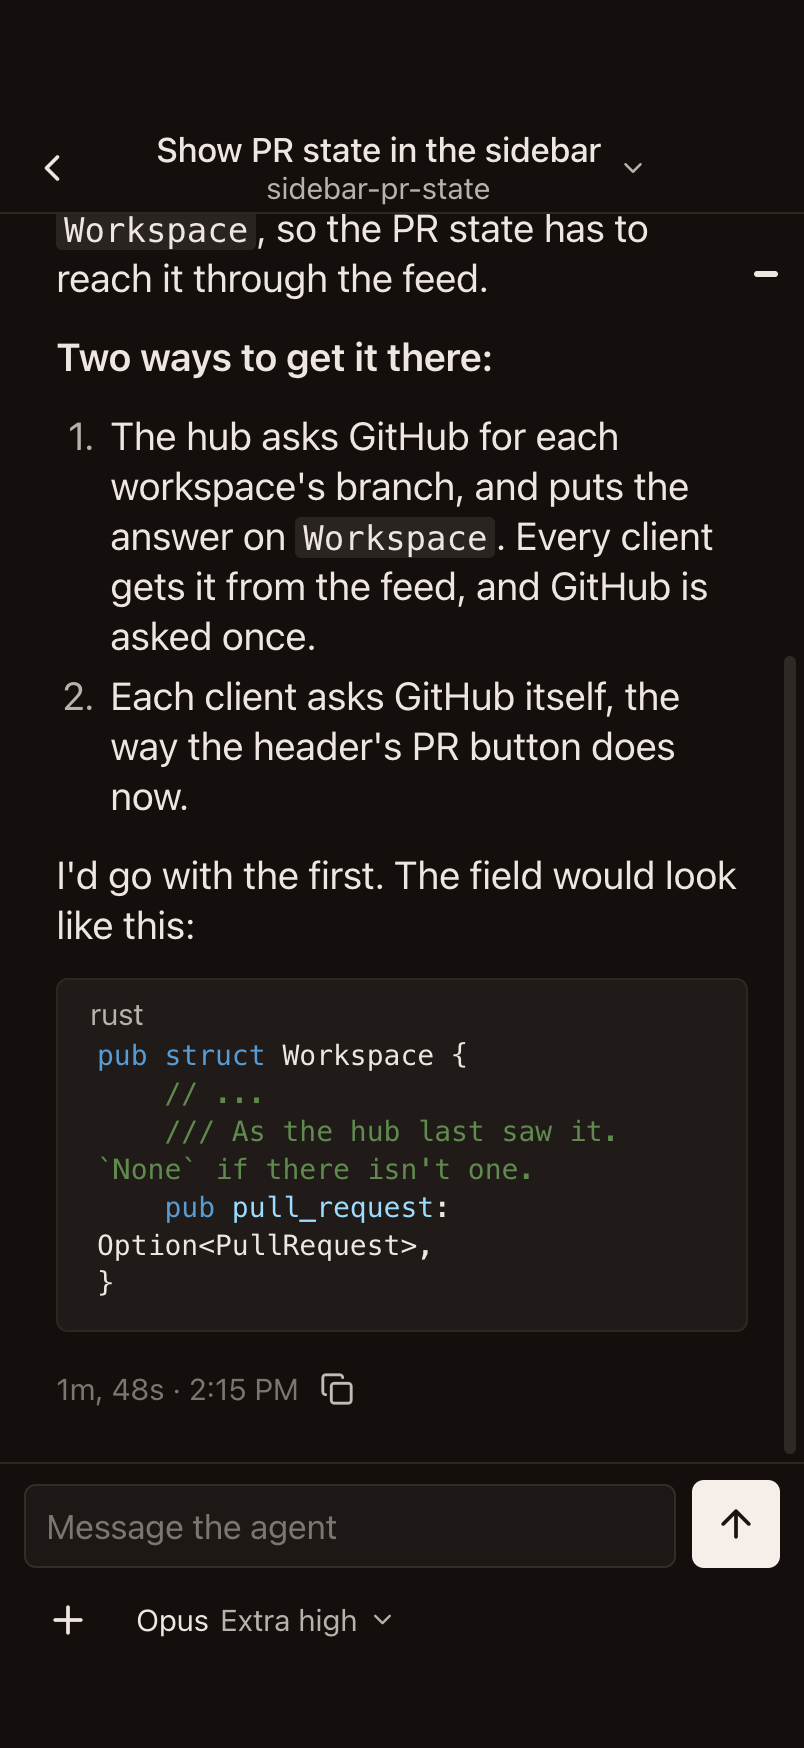 Show PR state in the sidebar
sidebar-pr-state
Workspace, so the PR state has to
reach it through the feed.
Two ways to get it there:
1. The hub asks GitHub for each
workspace's branch, and puts the
answer on Workspace. Every client
gets it from the feed, and GitHub is
asked once.
2. Each client asks GitHub itself, the
way the header's PR button does
now.
I'd go with the first. The field would look
like this:
rust
pub struct Workspace {
    // ...
    /// As the hub last saw it.
`None` if there isn't one.
    pub pull_request:
Option<PullRequest>,
}
1m, 48s · 2:15 PM
Message the agent
Opus Extra high